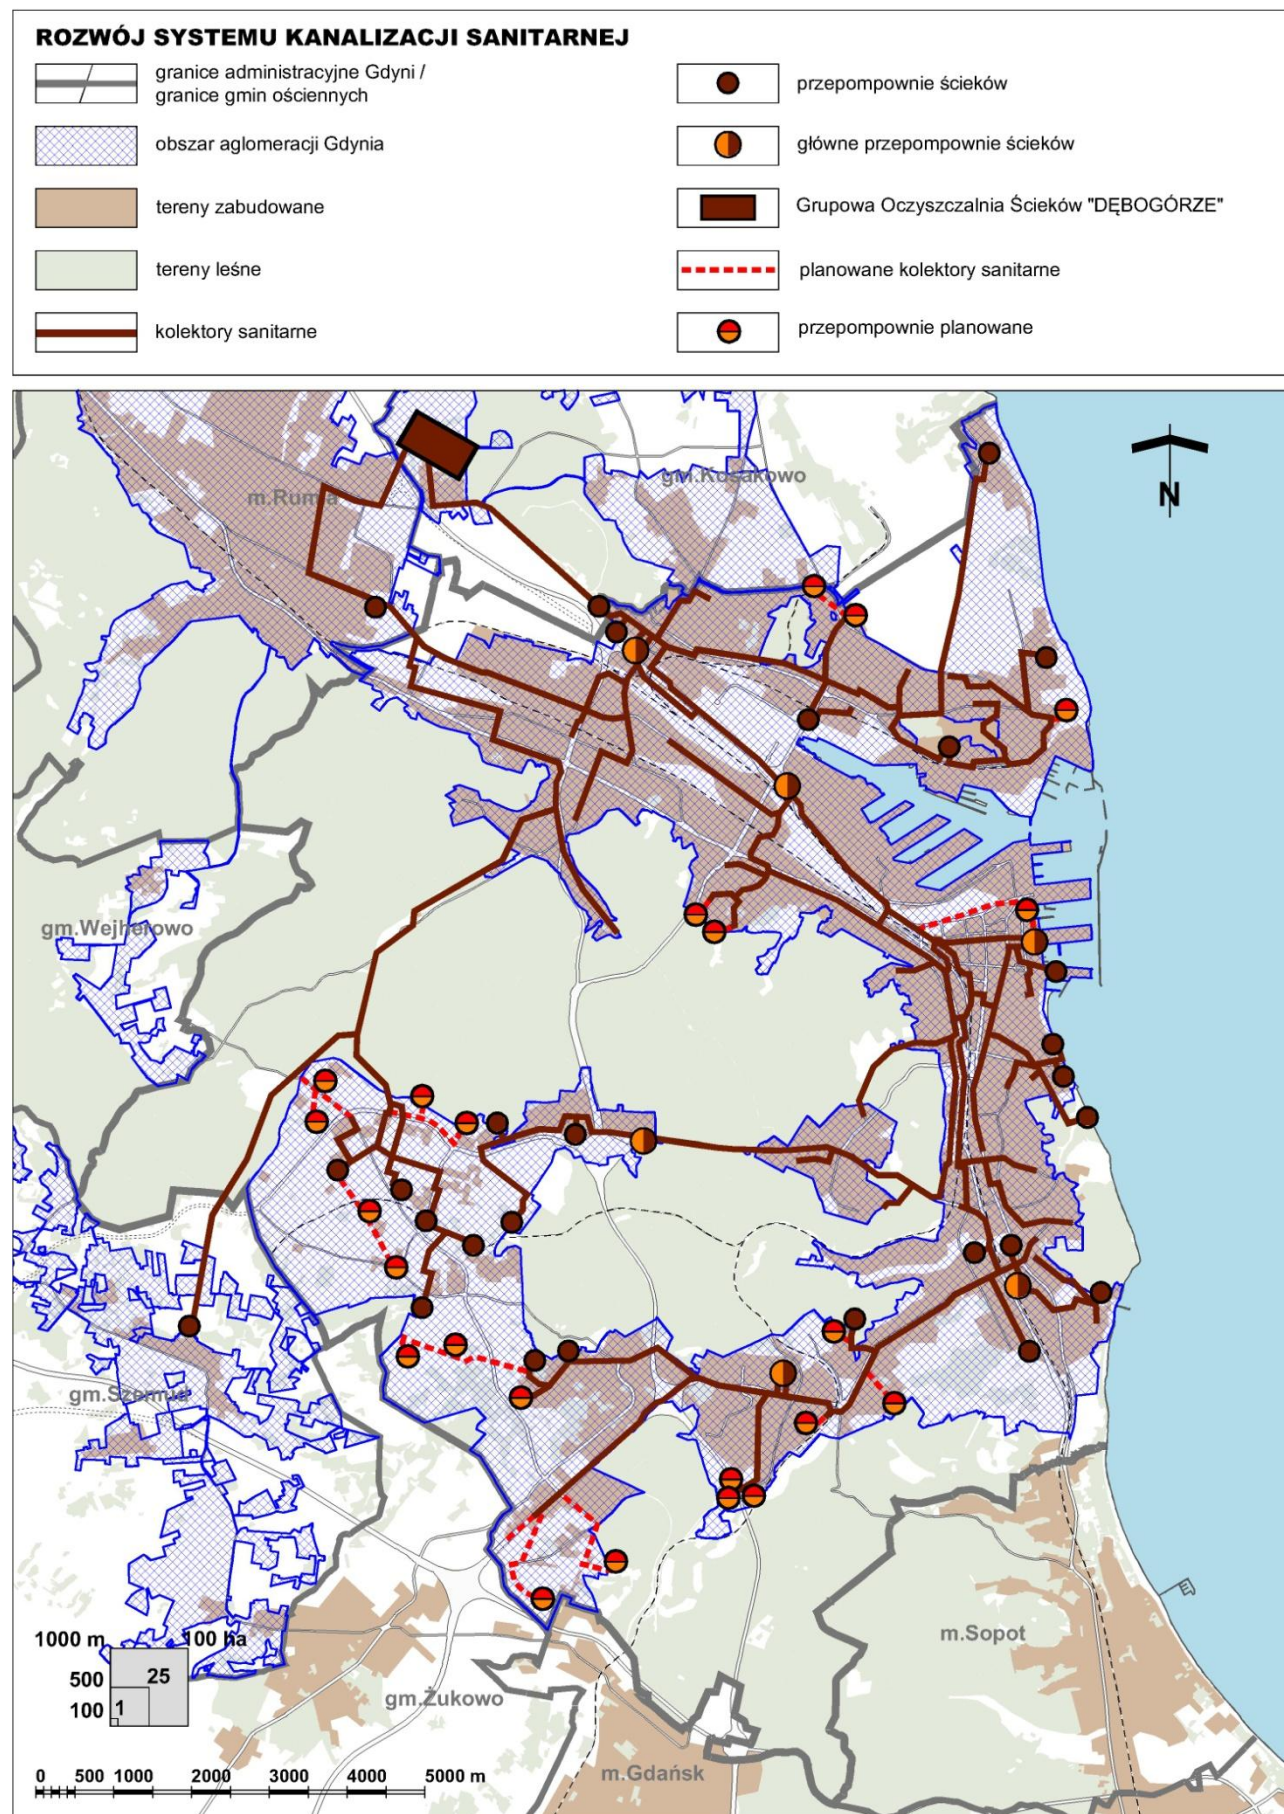 ROZWÓJ SYSTEMU KANALIZACJI SANITARNEJ
granice administracyjne Gdyni /
granice gmin ościennych
obszar aglomeracji Gdynia
tereny zabudowane
tereny leśne
kolektory sanitarne
przepompownie ścieków
główne przepompownie ścieków
Grupowa Oczyszczalnia Ścieków "DĘBOGÓRZE"
planowane kolektory sanitarne
przepompownie planowane
m.Rumia
gm.Kosakowo
N
gm.Wejherowo
gm.Szemud
m.Sopot
gm.Żukowo
m.Gdańsk
1000 m 100 ha
500 25
100 1
0 500 1000 2000 3000 4000 5000 m